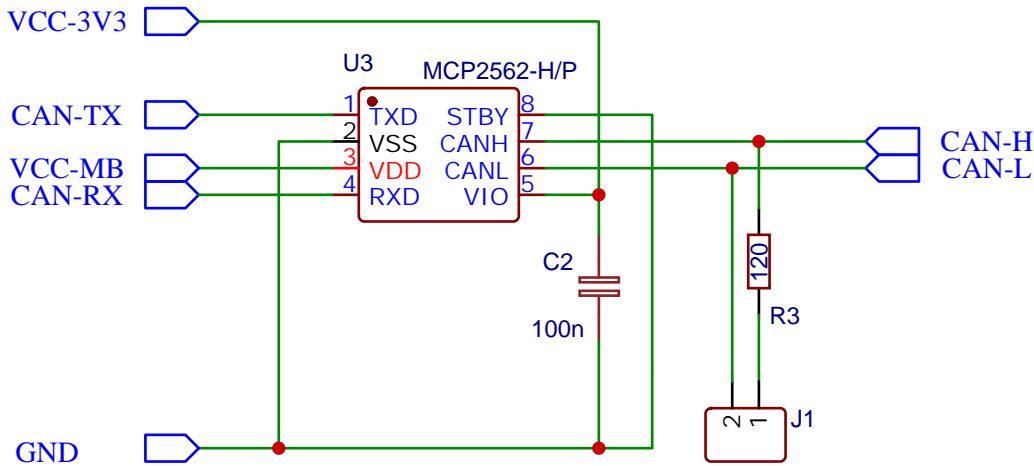 VCC-3V3
U3
MCP2562-H/P
CAN-TX
1 TXD STBY 8
2 VSS CANH 7
CAN-H
VCC-MB
3 VDD CANL 6
CAN-L
CAN-RX
4 RXD VIO 5
C2
120
100n
R3
2 1
J1
GND